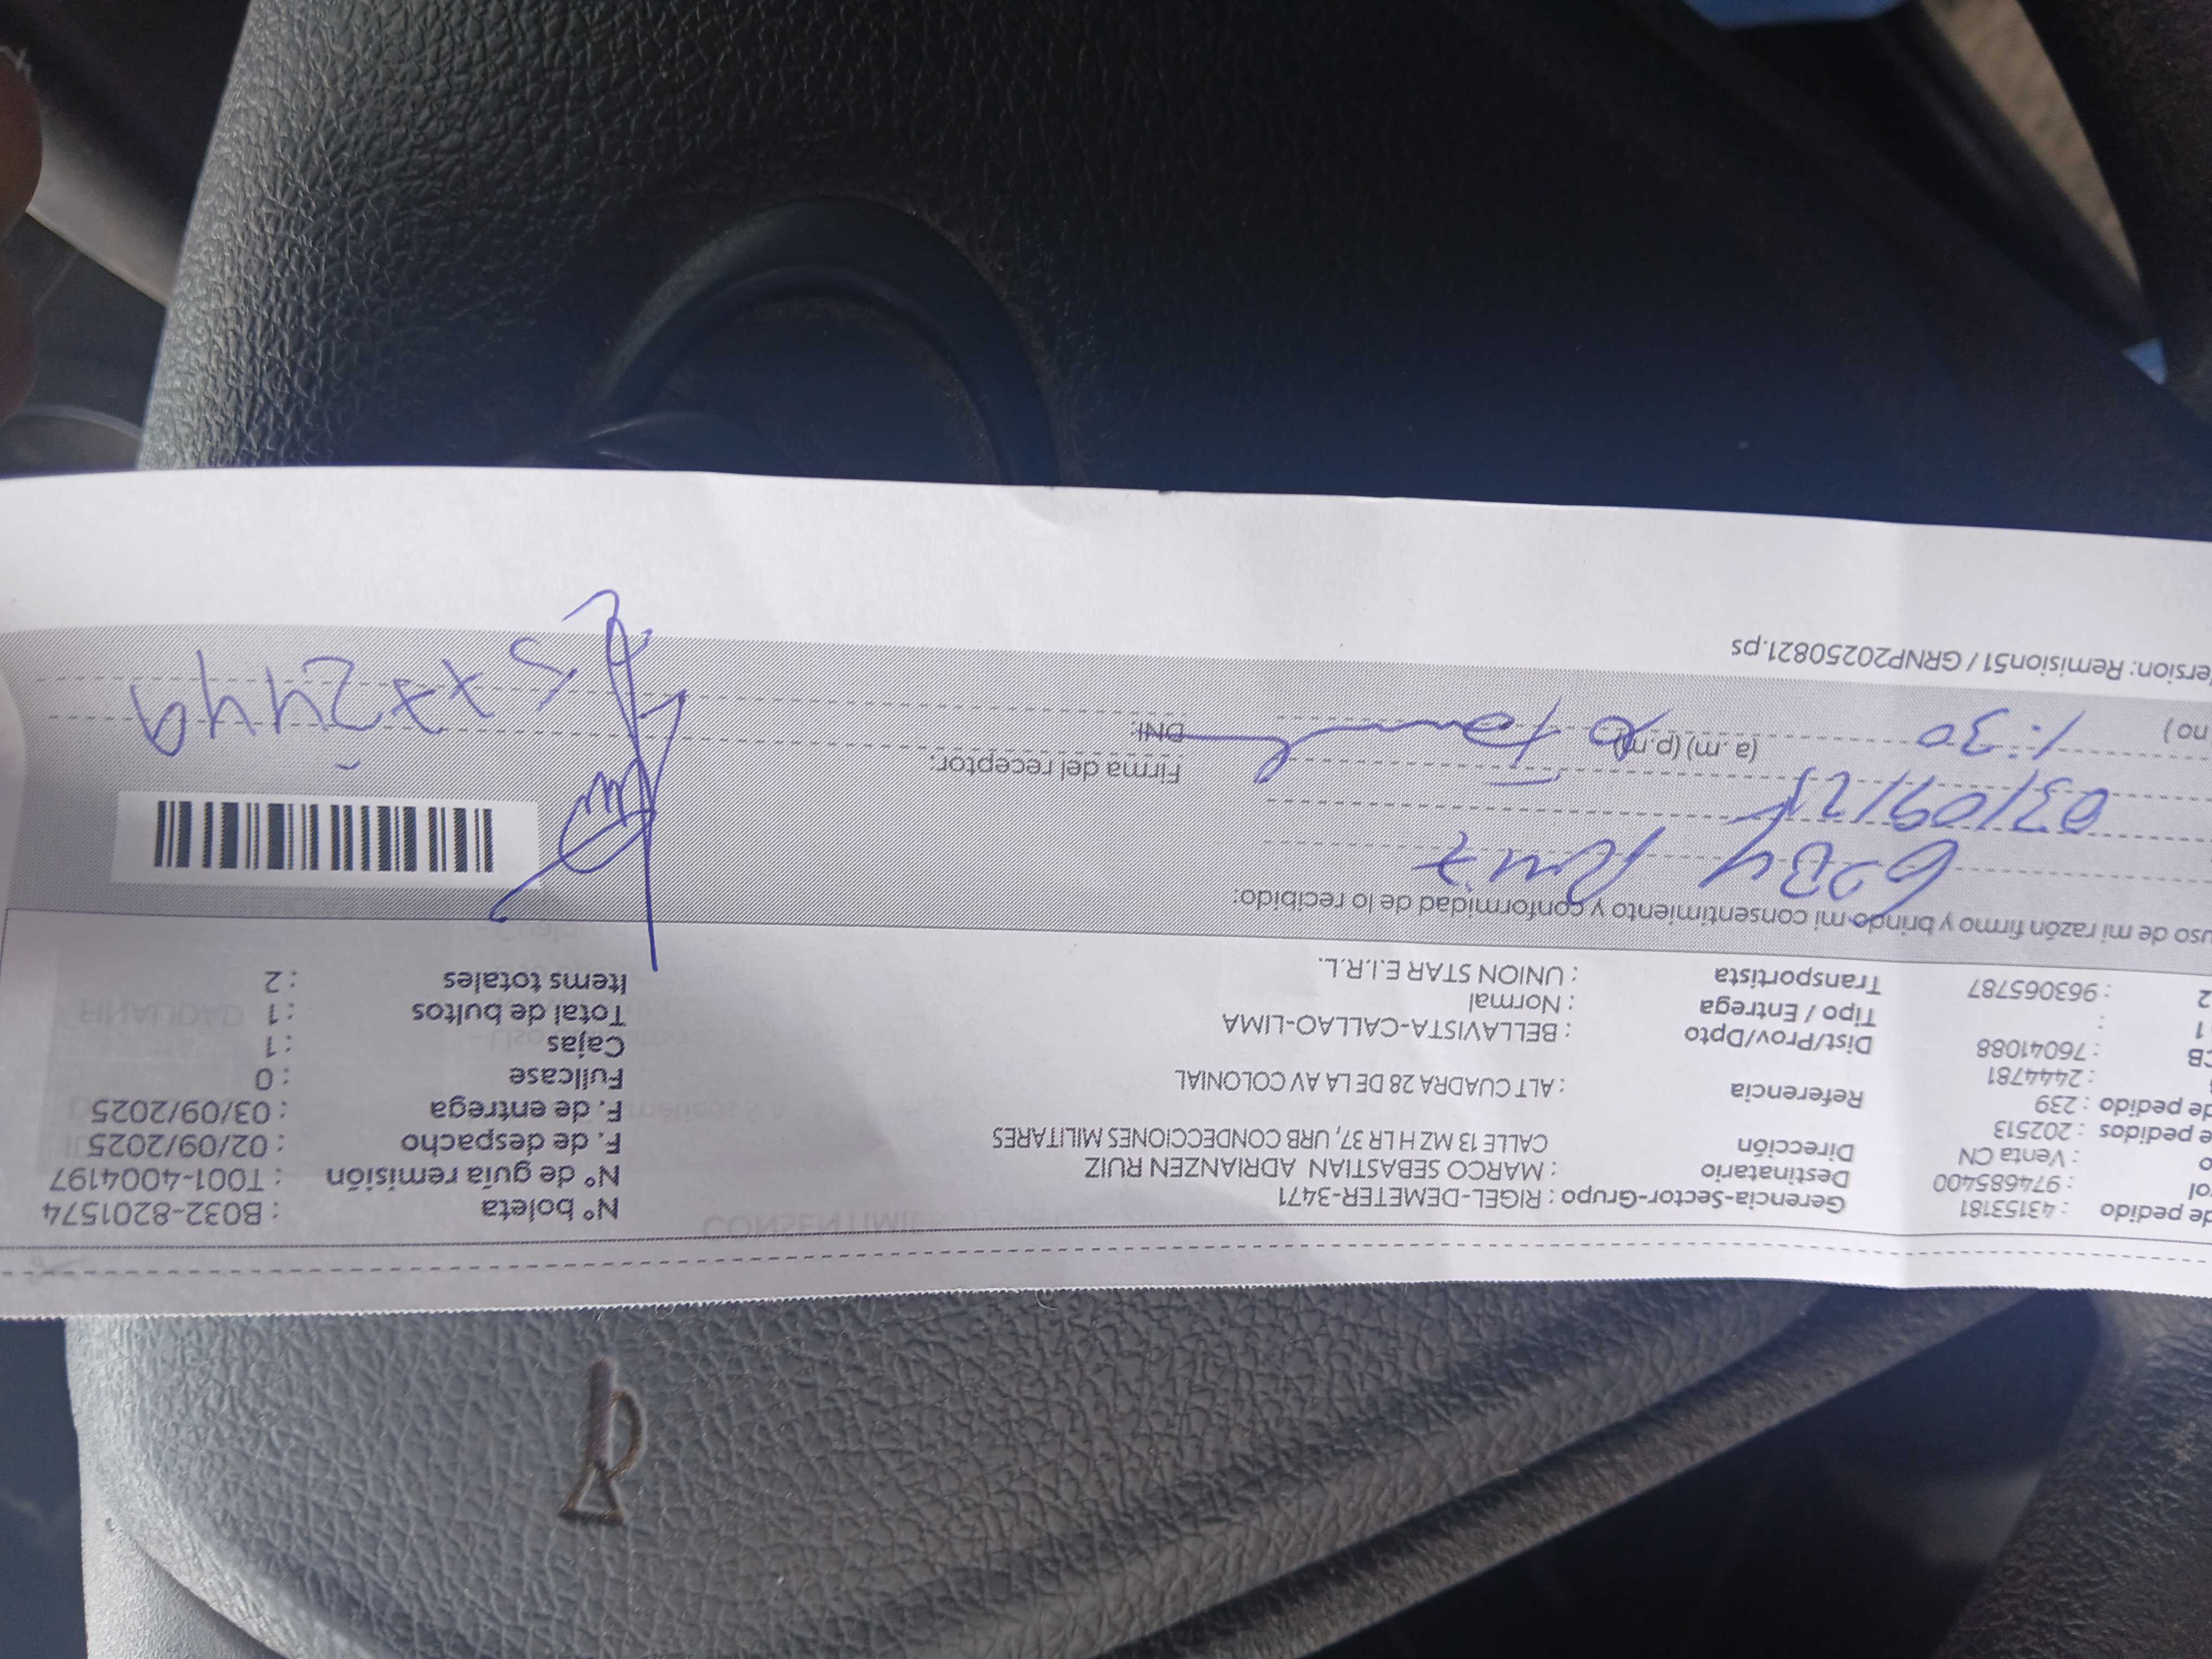 de pedido : 43153181 Gerencia-Sector-Grupo : RIGEL-DEMETER-3471 N° boleta : B032-8201574
rol : 974685400 Destinatario : MARCO SEBASTIAN ADRIANZEN RUIZ N° de guía remisión : T001-4004197
o : Venta CN Dirección CALLE 13 MZ H LR 37, URB CONDECCIONES MILITARES F. de despacho : 02/09/2025
e pedidos : 202513 F. de entrega : 03/09/2025
de pedido : 239 Referencia : ALT CUADRA 28 DE LA AV COLONIAL Fullcase : 0
: 2444781 Cajas : 1
CB : 76041088 Dist/Prov/Dpto : BELLAVISTA-CALLAO-LIMA Total de bultos : 1
1 : Tipo / Entrega : Normal Items totales : 2
2 : 963065787 Transportista : UNION STAR E.I.R.L.
uso de mi razón firmo y brindo mi consentimiento y conformidad de lo recibido:
Ruiz
03/09/25
Firma del receptor:
no ) 1:30 (a.m) (p.m) DNI:
ersion: Remision51 / GRNP20250821.ps